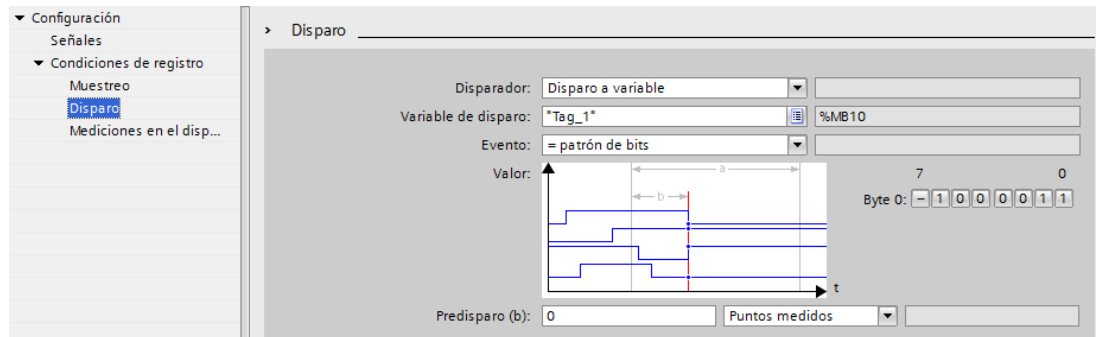 Configuración
Señales
Condiciones de registro
Muestreo
Disparo
Mediciones en el disp...
> Disparo
Disparador: Disparo a variable
Variable de disparo: "Tag_1" %MB10
Evento: = patrón de bits
Valor: a 7 0
b Byte 0: - 1 0 0 0 0 1 1
t
Predisparo (b): 0 Puntos medidos